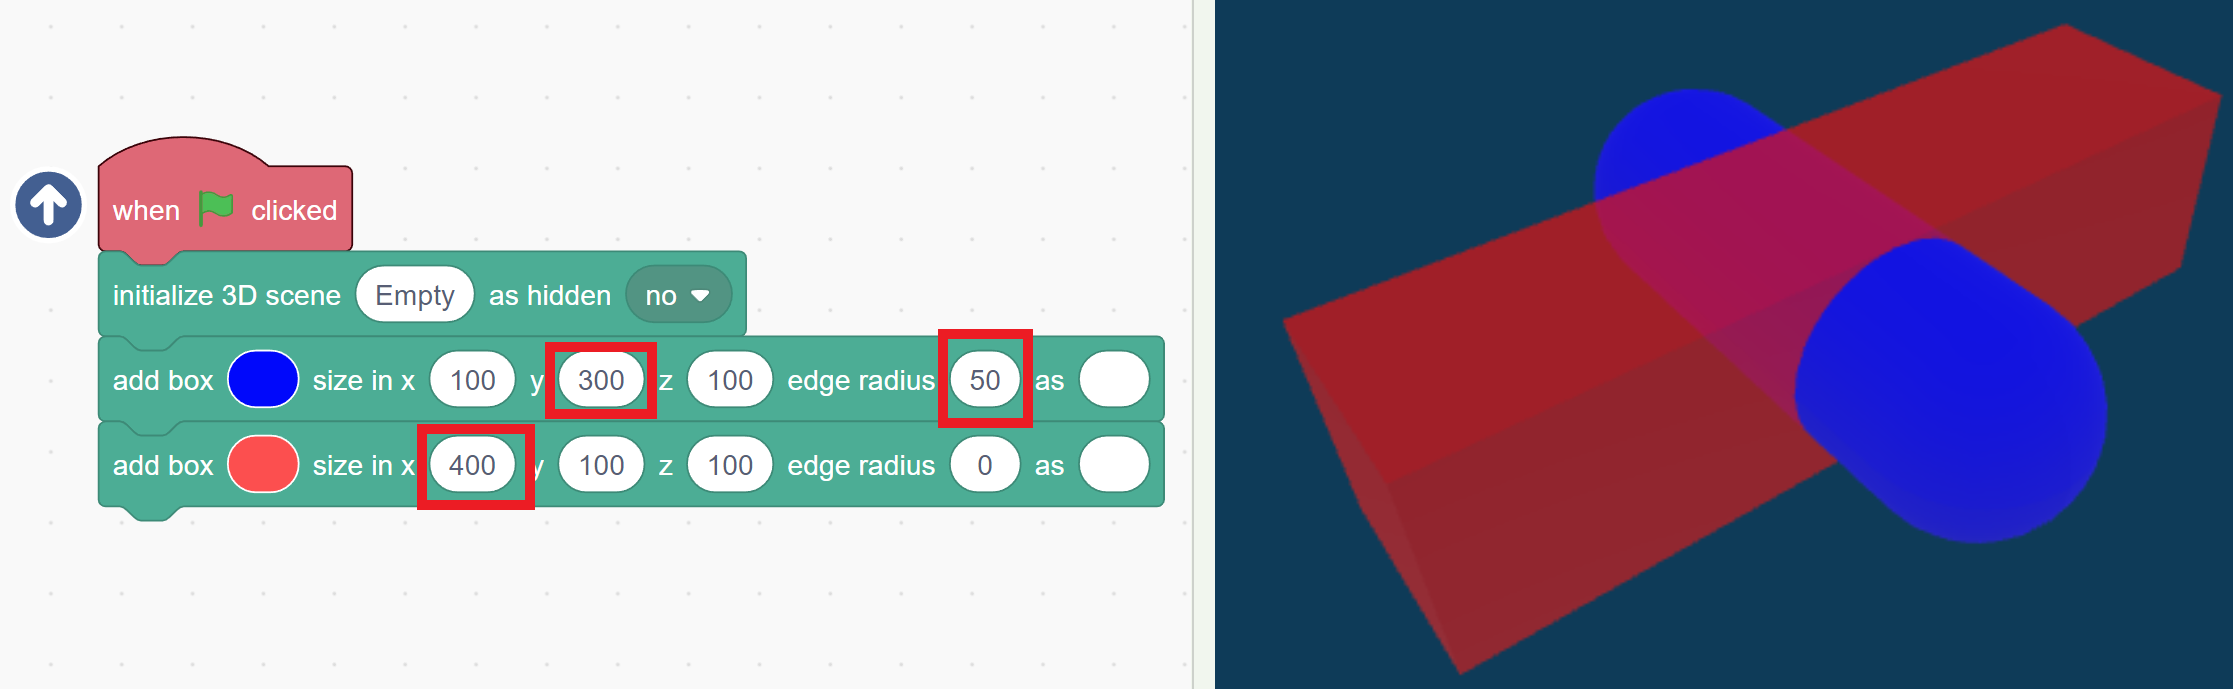 when clicked
initialize 3D scene Empty as hidden no
add box size in x 100 y 300 z 100 edge radius 50 as
add box size in x 400 y 100 z 100 edge radius 0 as